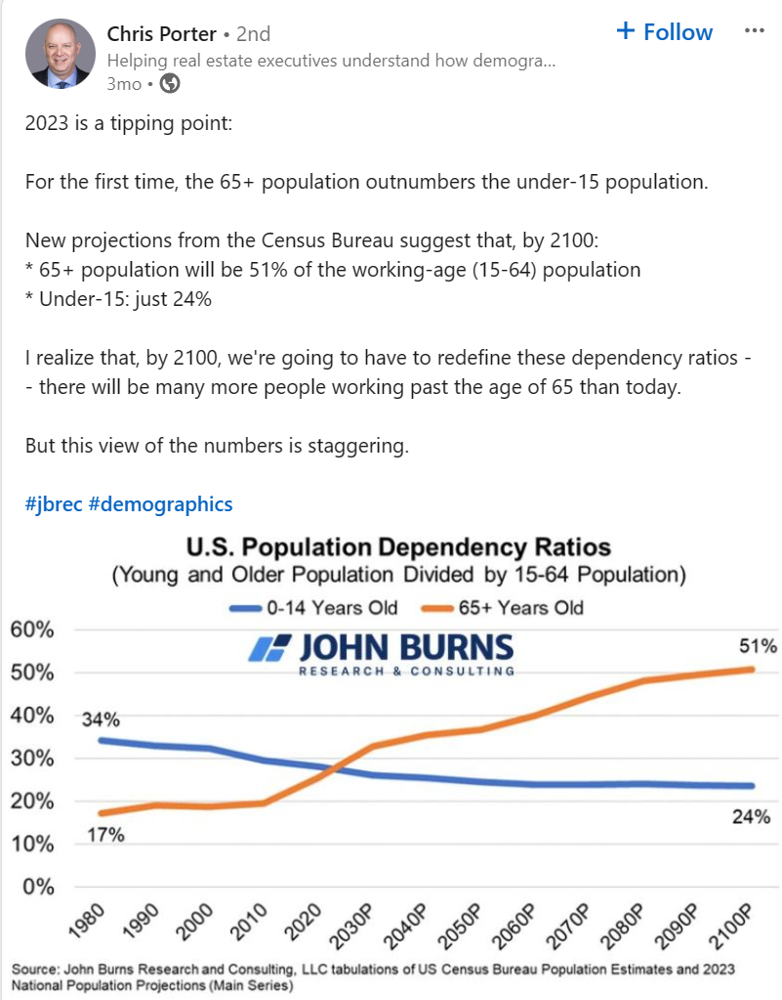 Chris Porter • 2nd
+ Follow
Helping real estate executives understand how demogra...
3mo •
2023 is a tipping point:
For the first time, the 65+ population outnumbers the under-15 population.
New projections from the Census Bureau suggest that, by 2100:
* 65+ population will be 51% of the working-age (15-64) population
* Under-15: just 24%
I realize that, by 2100, we're going to have to redefine these dependency ratios -
- there will be many more people working past the age of 65 than today.
But this view of the numbers is staggering.
#jbrec #demographics
U.S. Population Dependency Ratios
(Young and Older Population Divided by 15-64 Population)
0-14 Years Old 65+ Years Old
JOHN BURNS
RESEARCH & CONSULTING
60%
50%
40%
30%
20%
10%
0%
34%
17%
51%
24%
1980 1990 2000 2010 2020 2030P 2040P 2050P 2060P 2070P 2080P 2090P 2100P
Source: John Burns Research and Consulting, LLC tabulations of US Census Bureau Population Estimates and 2023
National Population Projections (Main Series)